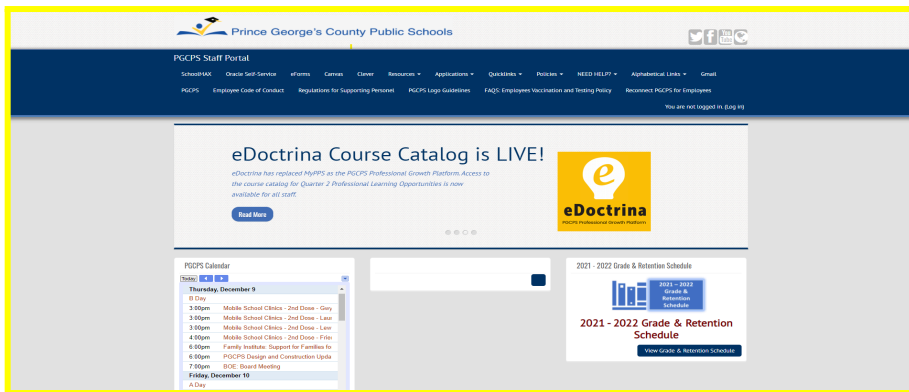 Prince George's County Public Schools
You Tube
PGCPS Staff Portal
SchoolMAX Oracle Self-Service eForms Canvas Clever Resources Applications Quicklinks Policies NEED HELP? Alphabetical Links Gmail
PGCPS Employee Code of Conduct Regulations for Supporting Personel PGCPS Logo Guidelines FAQS: Employees Vaccination and Testing Policy Reconnect PGCPS for Employees
You are not logged in. (Log in)
eDoctrina Course Catalog is LIVE!
eDoctrina has replaced MyPPS as the PGCPS Professional Growth Platform. Access to
the course catalog for Quarter 2 Professional Learning Opportunities is now
available for all staff.
Read More
e
eDoctrina
PGCPS Professional Growth Platform
PGCPS Calendar
Today
Thursday, December 9
B Day
3:00pm Mobile School Clinics - 2nd Dose - Gwy
3:00pm Mobile School Clinics - 2nd Dose - Laur
3:00pm Mobile School Clinics - 2nd Dose - Lew
4:00pm Mobile School Clinics - 2nd Dose - Frie
6:00pm Family Institute: Support for Families fo
6:00pm PGCPS Design and Construction Upda
7:00pm BOE: Board Meeting
Friday, December 10
A Day
2021 - 2022 Grade & Retention Schedule
2021 – 2022
Grade &
Retention
Schedule
2021 - 2022 Grade & Retention
Schedule
View Grade & Retention Schedule